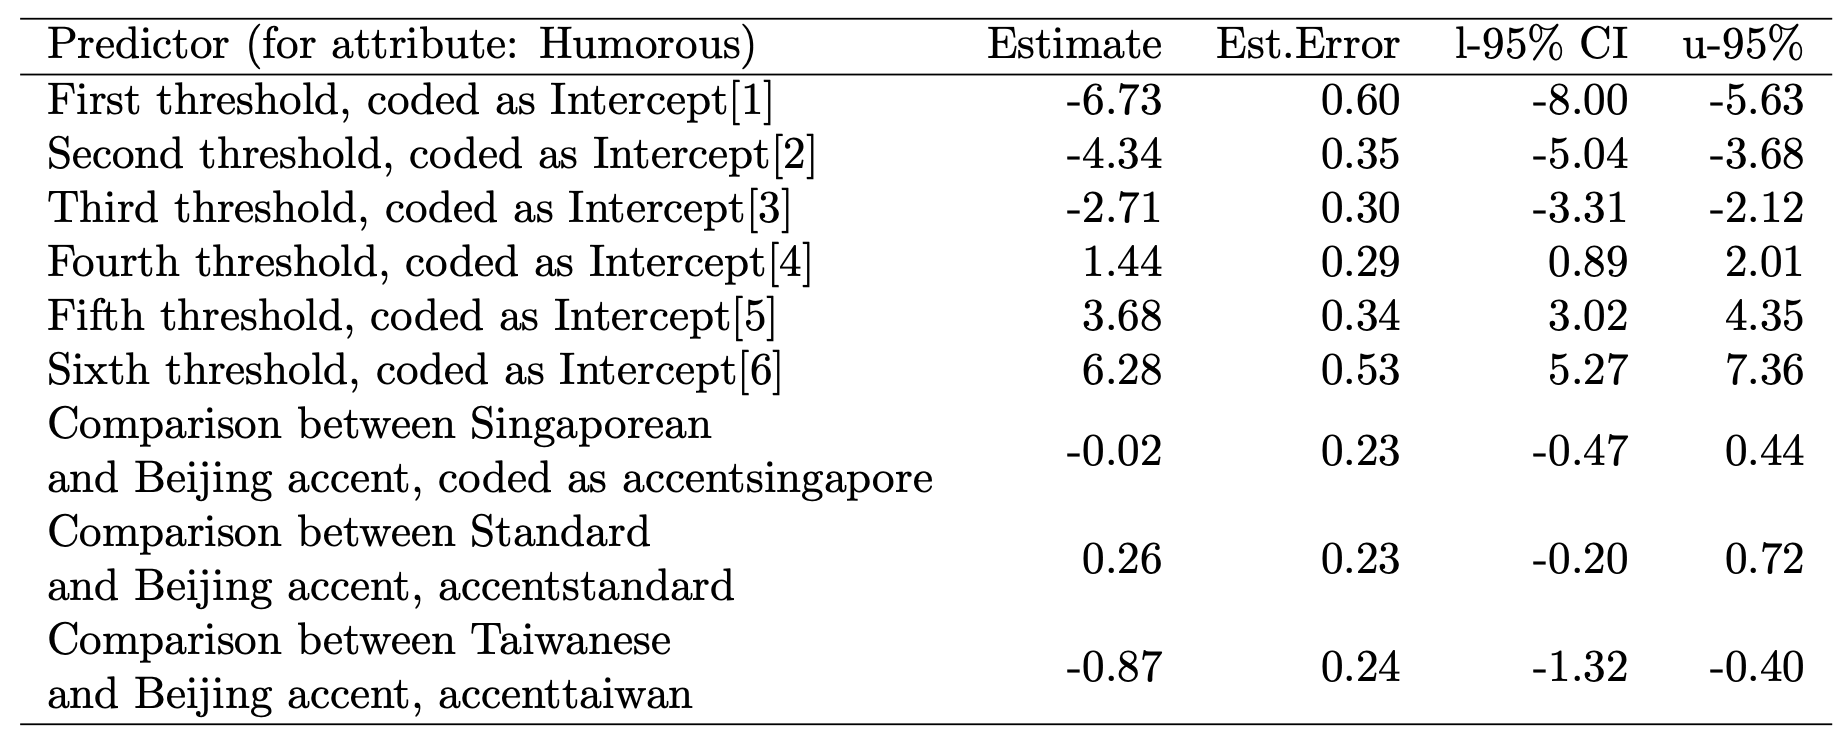 Predictor (for attribute: Humorous) Estimate Est.Error l-95% CI u-95%
First threshold, coded as Intercept[1] -6.73 0.60 -8.00 -5.63
Second threshold, coded as Intercept[2] -4.34 0.35 -5.04 -3.68
Third threshold, coded as Intercept[3] -2.71 0.30 -3.31 -2.12
Fourth threshold, coded as Intercept[4] 1.44 0.29 0.89 2.01
Fifth threshold, coded as Intercept[5] 3.68 0.34 3.02 4.35
Sixth threshold, coded as Intercept[6] 6.28 0.53 5.27 7.36
Comparison between Singaporean
and Beijing accent, coded as accentsingapore -0.02 0.23 -0.47 0.44
Comparison between Standard
and Beijing accent, accentstandard 0.26 0.23 -0.20 0.72
Comparison between Taiwanese
and Beijing accent, accenttaiwan -0.87 0.24 -1.32 -0.40